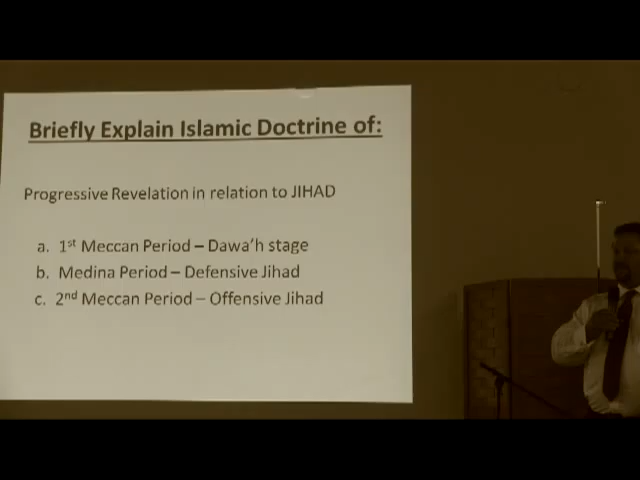 Briefly Explain Islamic Doctrine of:
Progressive Revelation in relation to JIHAD
a. 1st Meccan Period – Dawa’h stage
b. Medina Period – Defensive Jihad
c. 2nd Meccan Period – Offensive Jihad